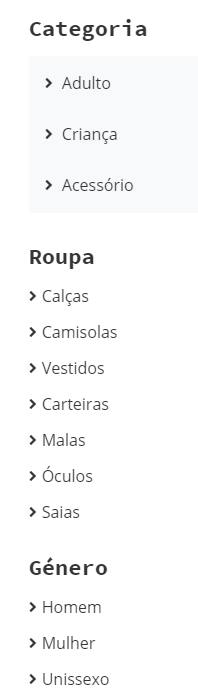 Categoria
Adulto
Criança
Acessório
Roupa
Calças
Camisolas
Vestidos
Carteiras
Malas
Óculos
Saias
Género
Homem
Mulher
Unissexo